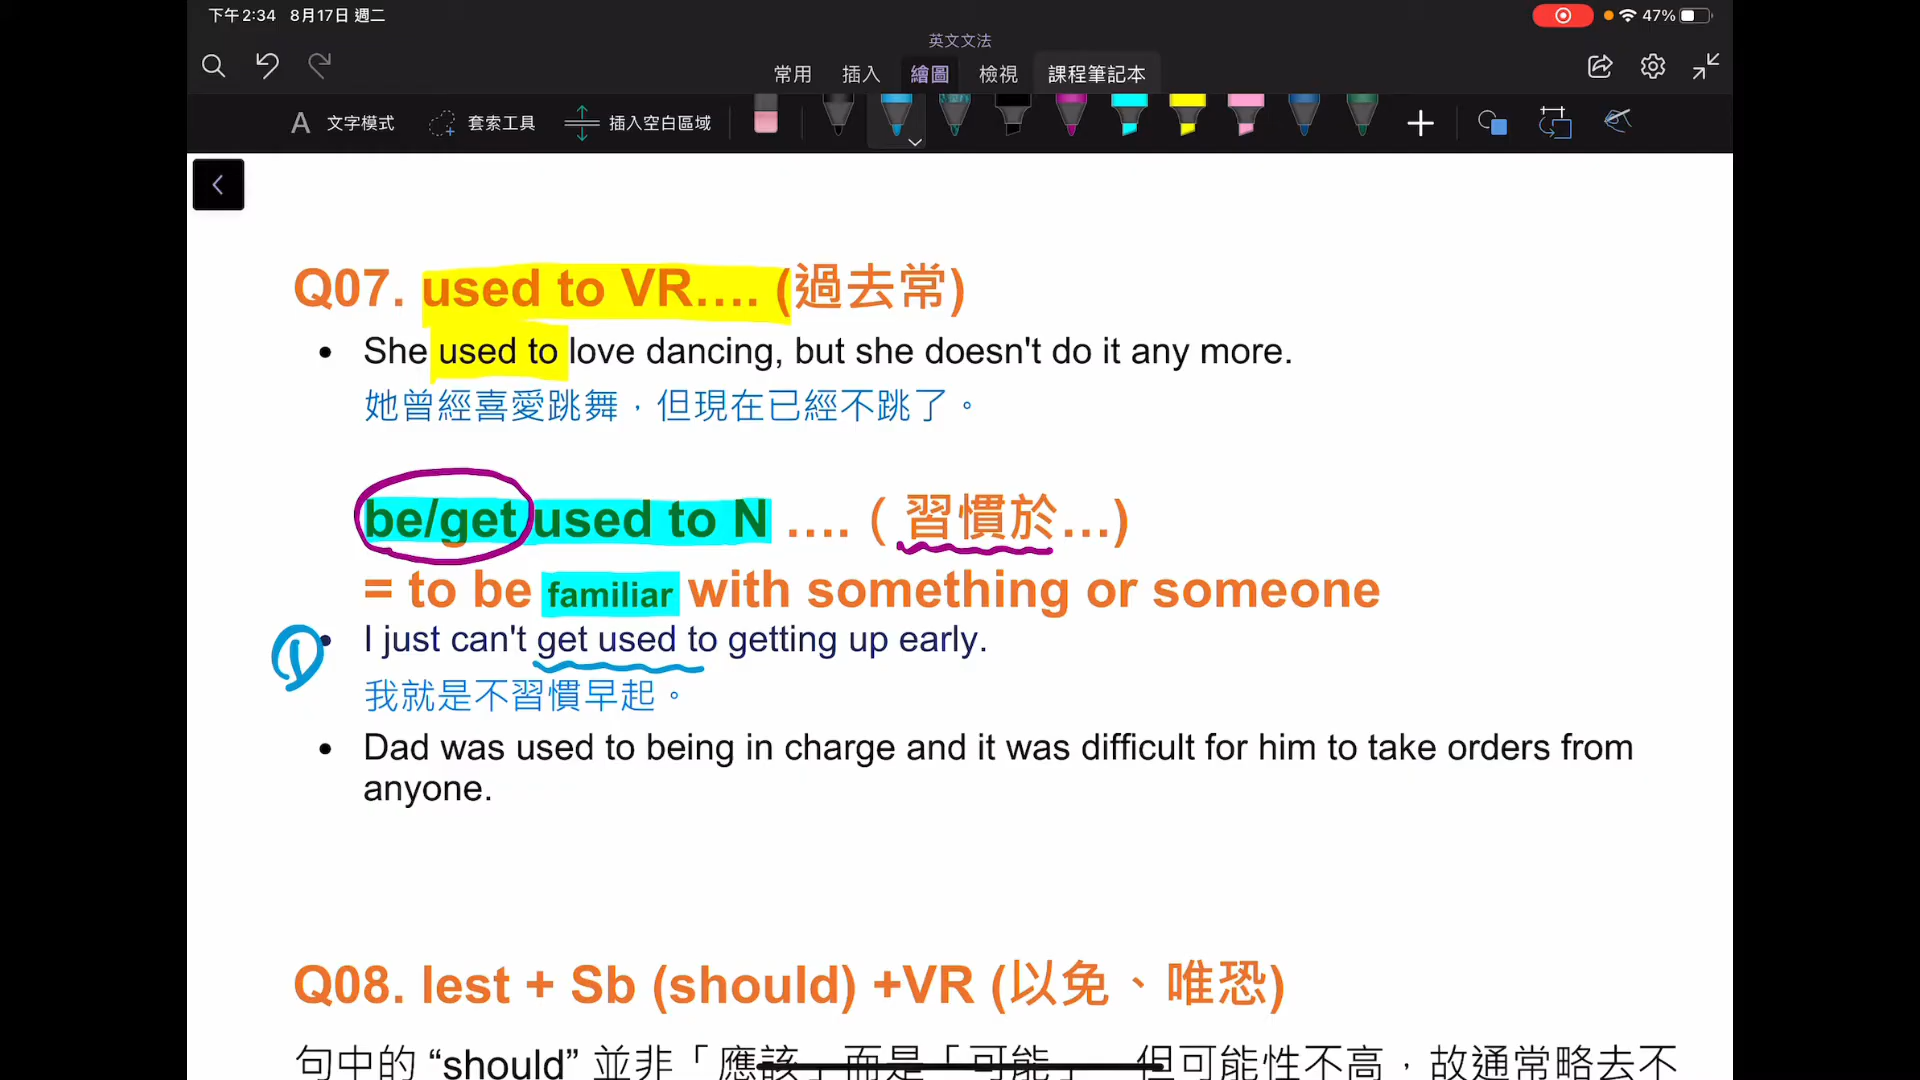 下午2:34 8月17日 週二
47%
英文文法
常用 插入 繪圖 檢視 課程筆記本
A 文字模式 套索工具 插入空白區域
Q07. used to VR…. (過去常)
• She used to love dancing, but she doesn't do it any more.
她曾經喜愛跳舞，但現在已經不跳了。
be/get used to N …. ( 習慣於…)
= to be familiar with something or someone
• I just can't get used to getting up early.
我就是不習慣早起。
• Dad was used to being in charge and it was difficult for him to take orders from
anyone.
Q08. lest + Sb (should) +VR (以免、唯恐)
句中的 “should” 並非「應該」而是「可能」 但可能性不高，故通常略去不